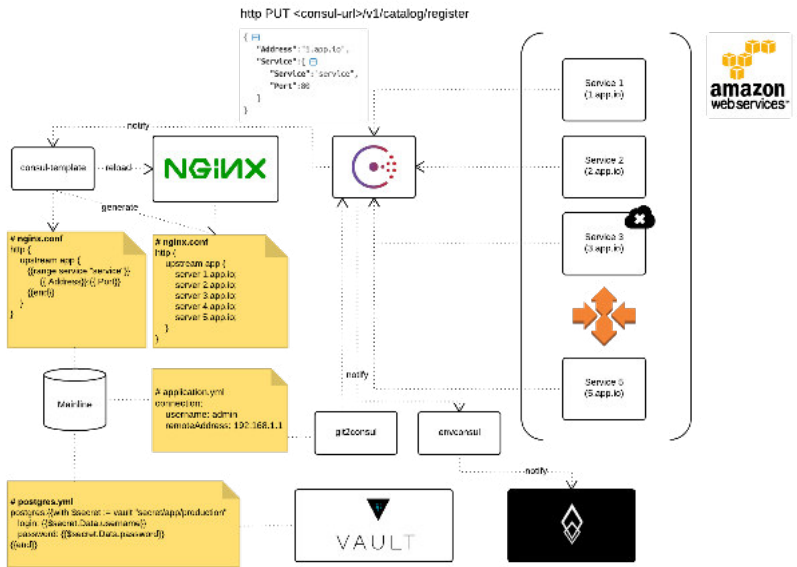 http PUT <consul-url>/v1/catalog/register
{
"Address":"1.app.io",
"Service":{
"Service":"service",
"Port":80
}
}
amazon
web services™
Service 1
(1.app.io)
Service 2
(2.app.io)
Service 3
(3.app.io)
Service 5
(5.app.io)
notify
consul-template
reload
NGiNX
generate
# nginx.conf
http {
upstream app {
{{range service "service"}}
{{.Address}}:{{.Port}}
{{end}}
}
}
# nginx.conf
http {
upstream app {
server 1.app.io;
server 2.app.io;
server 3.app.io;
server 4.app.io;
server 5.app.io;
}
}
Mainline
# application.yml
connection:
username: admin
remoteAddress: 192.168.1.1
notify
git2consul
envconsul
notify
# postgres.yml
postgres:{{with $secret := vault "secret/app/production"
login: {{$secret.Data.username}}
password: {{$secret.Data.password}}
{{end}}
VAULT